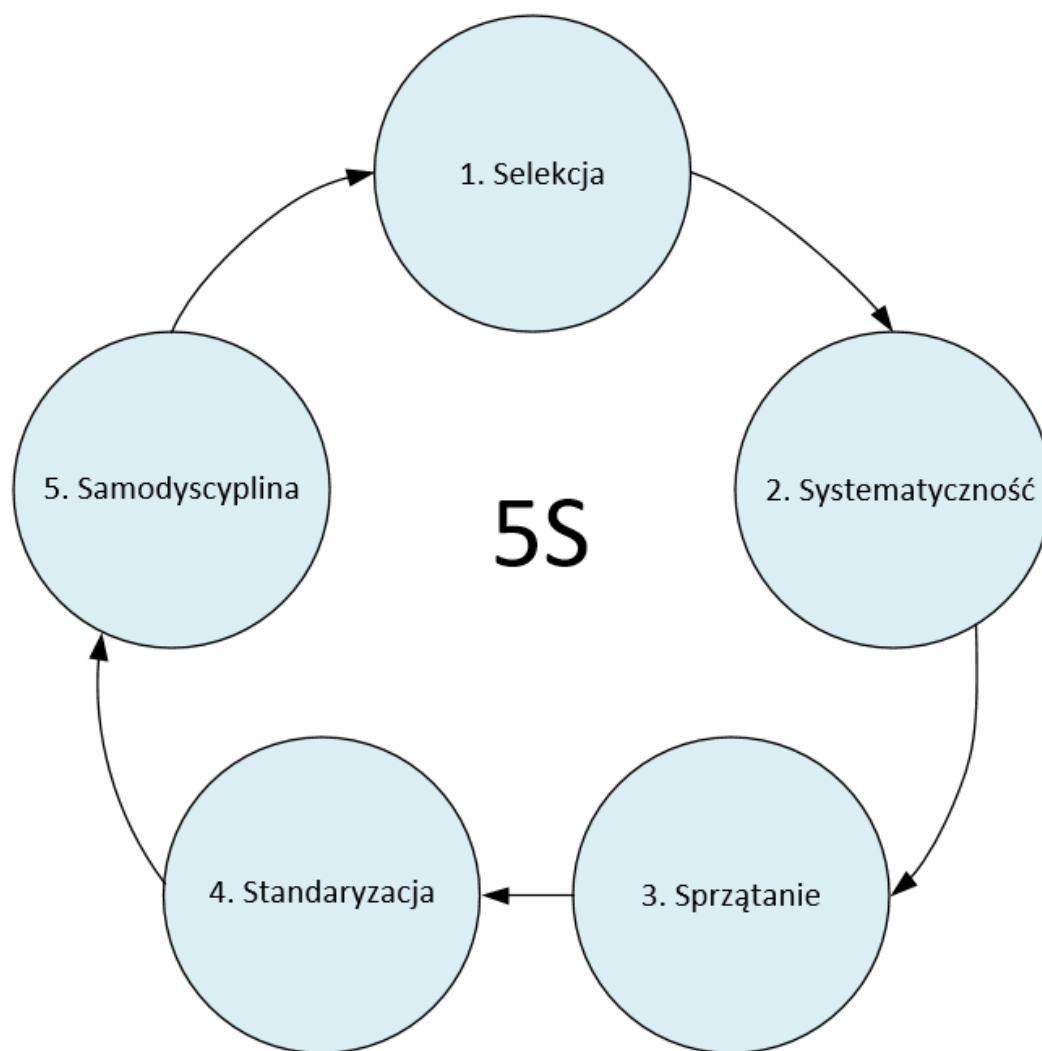 1. Selekcja
2. Systematyczność
3. Sprzątanie
4. Standaryzacja
5. Samodyscyplina
5S